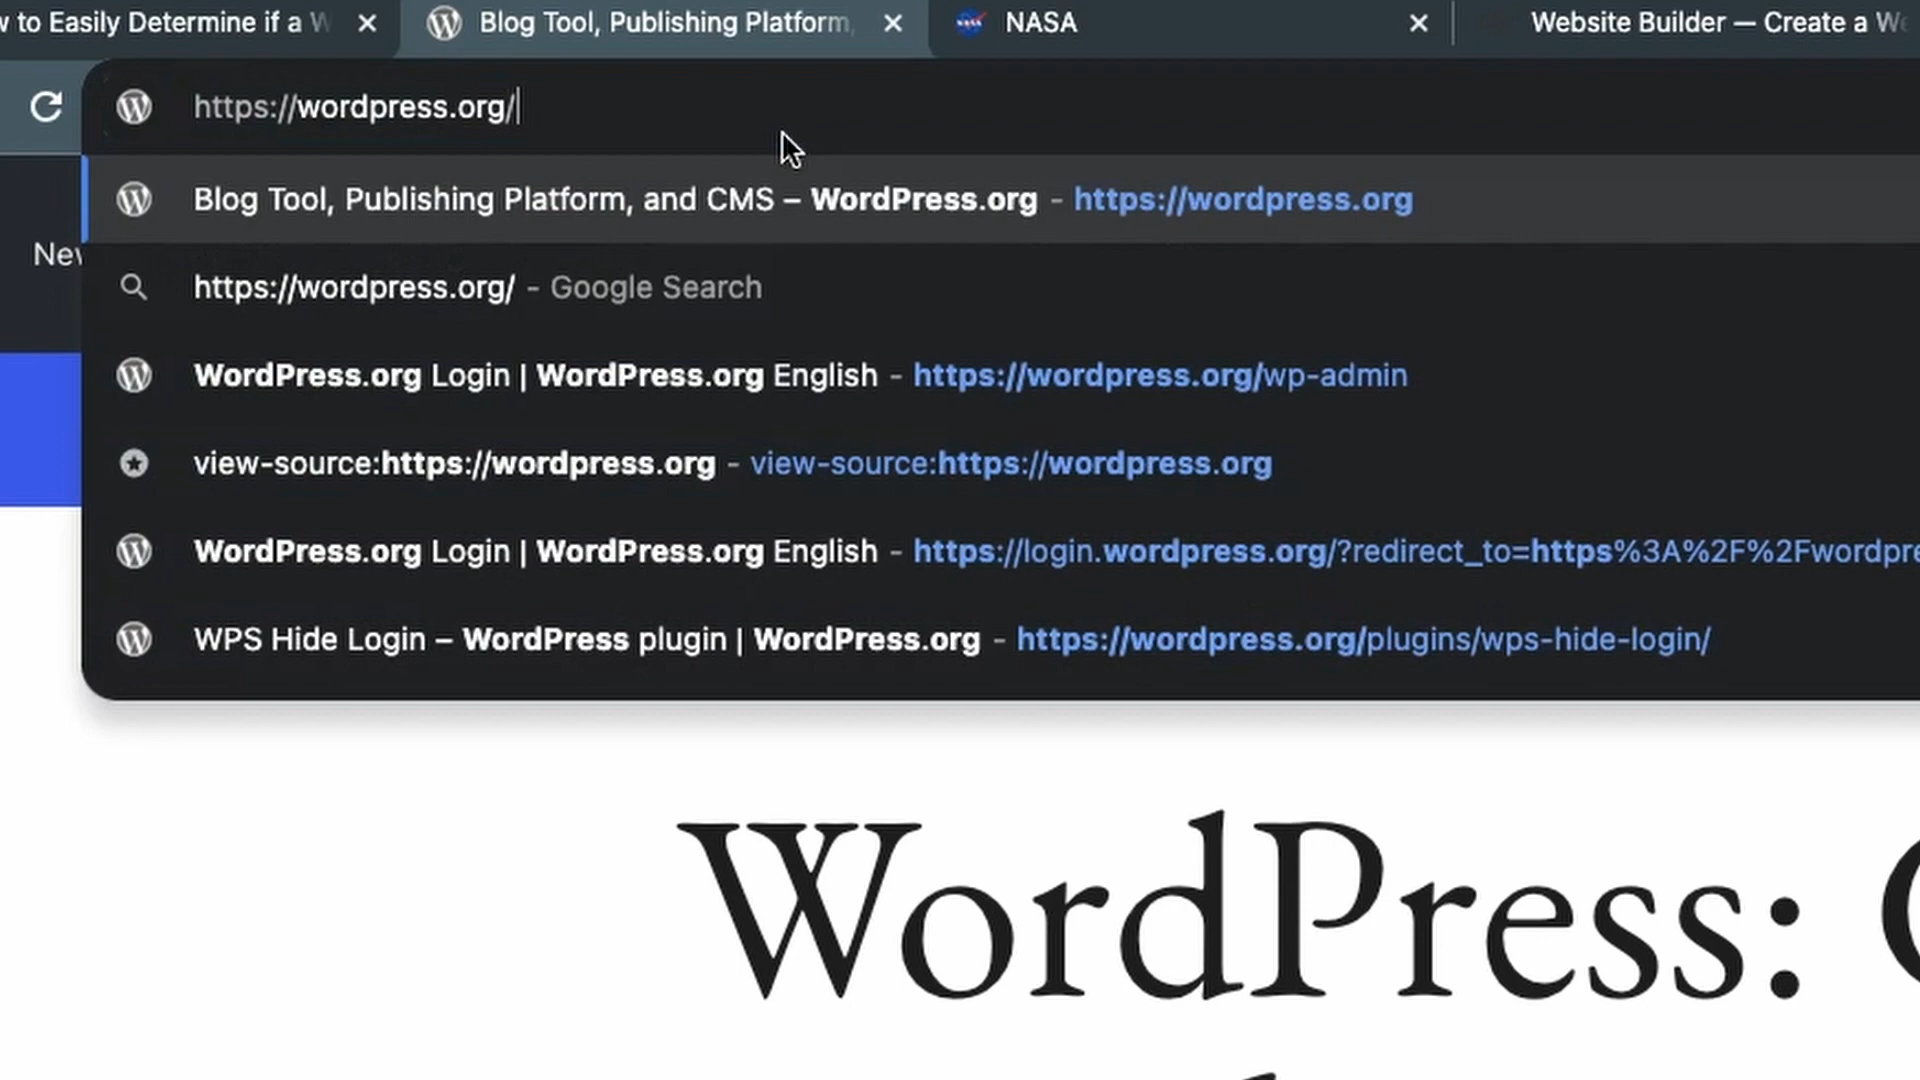 w to Easily Determine if a W
Blog Tool, Publishing Platform,
NASA
Website Builder — Create a We
https://wordpress.org/
Blog Tool, Publishing Platform, and CMS – WordPress.org - https://wordpress.org
New
https://wordpress.org/ - Google Search
WordPress.org Login | WordPress.org English - https://wordpress.org/wp-admin
view-source:https://wordpress.org - view-source:https://wordpress.org
WordPress.org Login | WordPress.org English - https://login.wordpress.org/?redirect_to=https%3A%2F%2Fwordpre
WPS Hide Login – WordPress plugin | WordPress.org - https://wordpress.org/plugins/wps-hide-login/
WordPress: